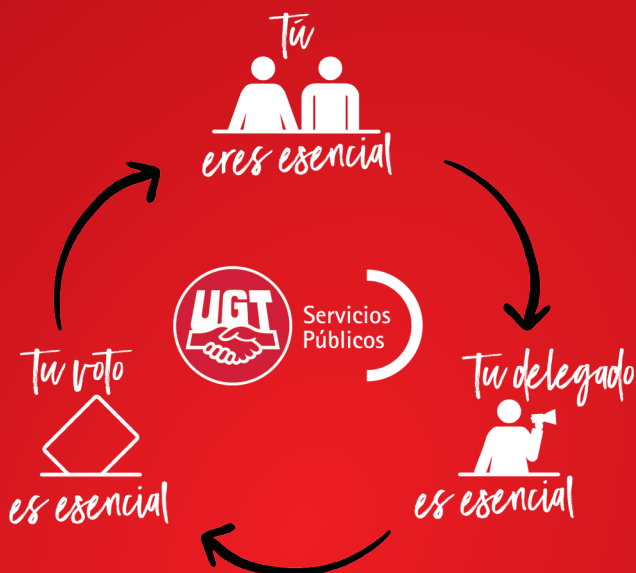 Tú
eres esencial
UGT
Servicios
Públicos
Tu voto
es esencial
Tu delegado
es esencial